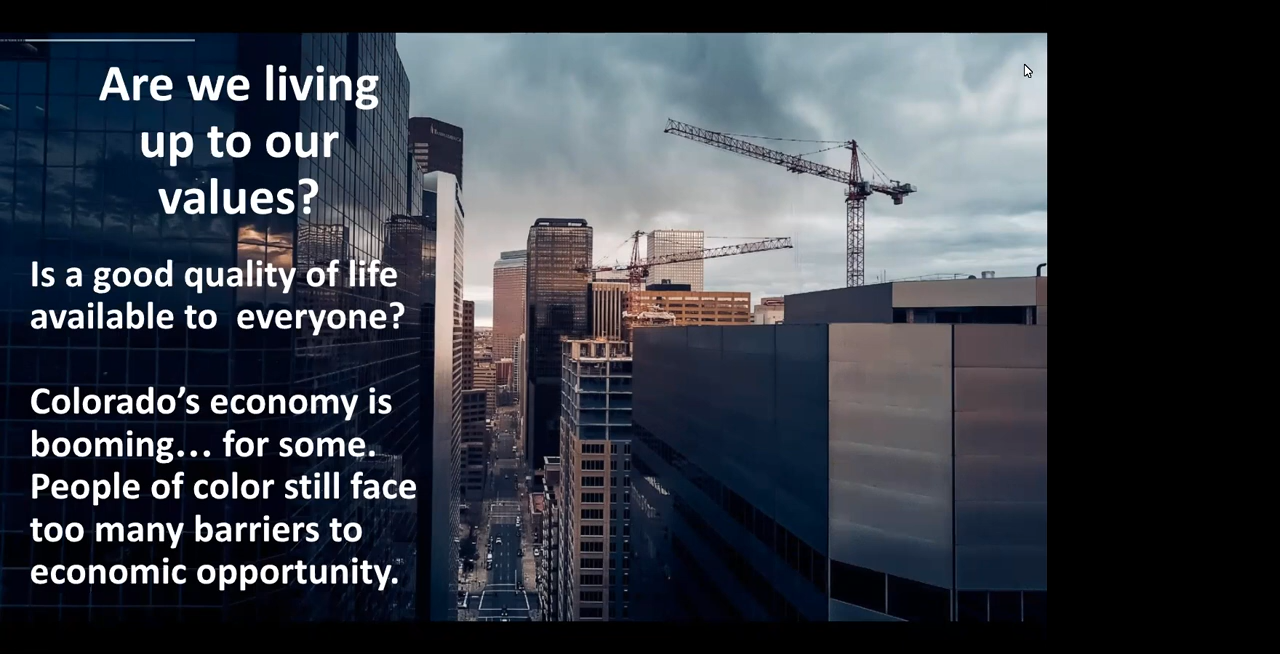 Are we living
up to our
values?
Is a good quality of life
available to  everyone?
Colorado’s economy is
booming… for some.
People of color still face
too many barriers to
economic opportunity.